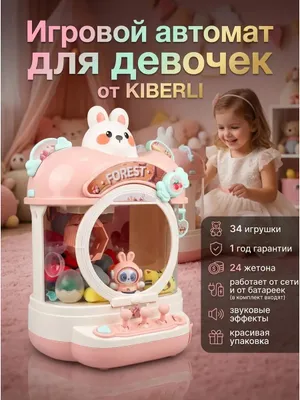 Игровой автомат
для девочек
от KIBERLI
FOREST
34 игрушки
1 год гарантии
24 жетона
работает от сети
и от батареек
(в комплект входят)
звуковые
эффекты
красивая
упаковка